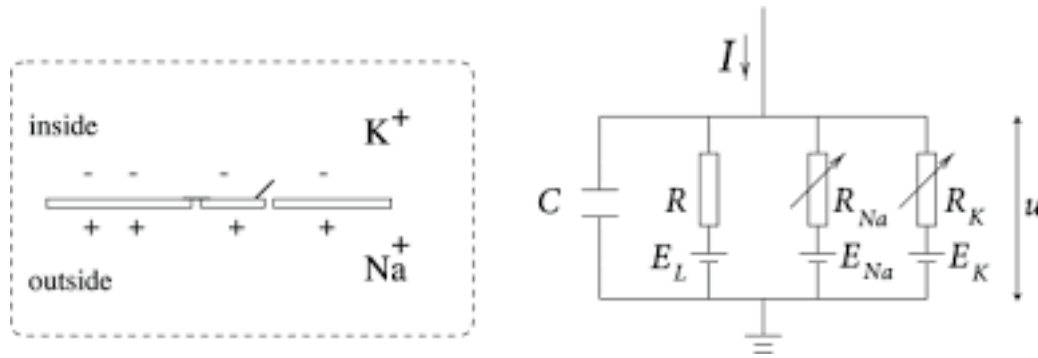 inside
K+
- - - -
+ + + +
Na+
outside
I
C
R
R_Na
R_K
u
E_L
E_Na
E_K